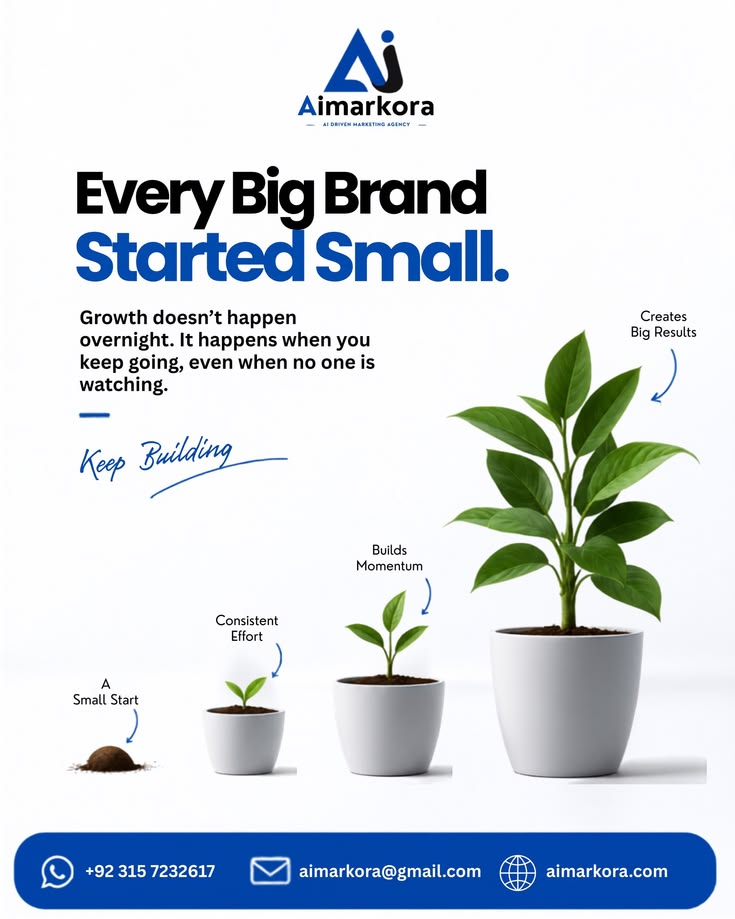 Aimarkora
AI DRIVEN MARKETING AGENCY
Every Big Brand
Started Small.
Growth doesn’t happen
overnight. It happens when you
keep going, even when no one is
watching.
Keep Building
Creates
Big Results
Builds
Momentum
Consistent
Effort
A
Small Start
+92 315 7232617
aimarkora@gmail.com
aimarkora.com